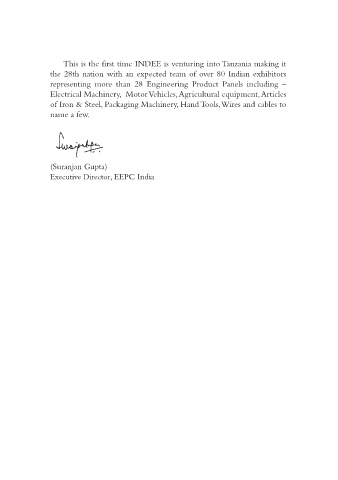 This is the first time INDEE is venturing into Tanzania making it
the 28th nation with an expected team of over 80 Indian exhibitors
representing more than 28 Engineering Product Panels including –
Electrical Machinery, Motor Vehicles, Agricultural equipment, Articles
of Iron & Steel, Packaging Machinery, Hand Tools, Wires and cables to
name a few.
(Suranjan Gupta)
Executive Director, EEPC India